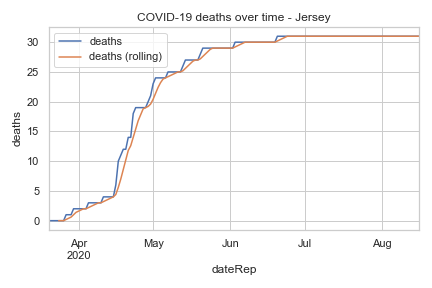 COVID-19 deaths over time - Jersey
deaths
deaths (rolling)
30
25
20
15
10
5
0
deaths
Apr
2020
May
Jun
Jul
Aug
dateRep